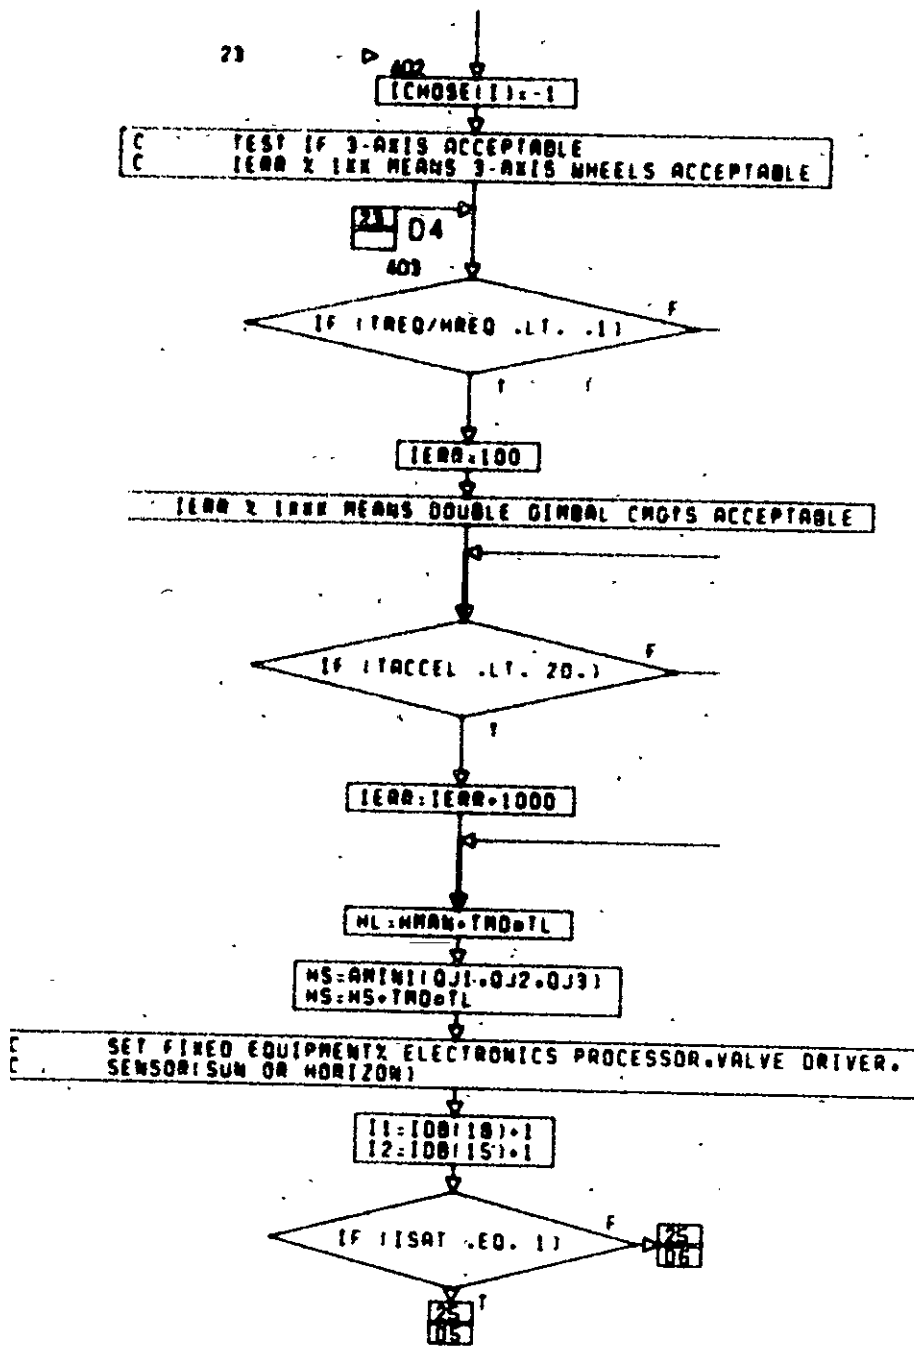 23
402
ICHOSE(I)=-1
C TEST IF 3-AXIS ACCEPTABLE
C IERR % 1XX MEANS 3-AXIS WHEELS ACCEPTABLE
23 D4
403
IF (TREQ/HREQ .LT. .1)
F
T
IERR=100
IERR % 1XXX MEANS DOUBLE GIMBAL CMG'S ACCEPTABLE
IF (TACCEL .LT. 20.)
F
T
IERR=IERR+1000
HL=HMAN+TMD*TL
HS=AMIN1(QJ1,QJ2,QJ3)
HS=HS*TMD*TL
C SET FIXED EQUIPMENT% ELECTRONICS PROCESSOR,VALVE DRIVER,
C SENSOR(SUN OR HORIZON)
I1=IDB(18)+1
I2=IDB(15)+1
IF (ISAT .EQ. 1)
F
25
D6
T
25
D5